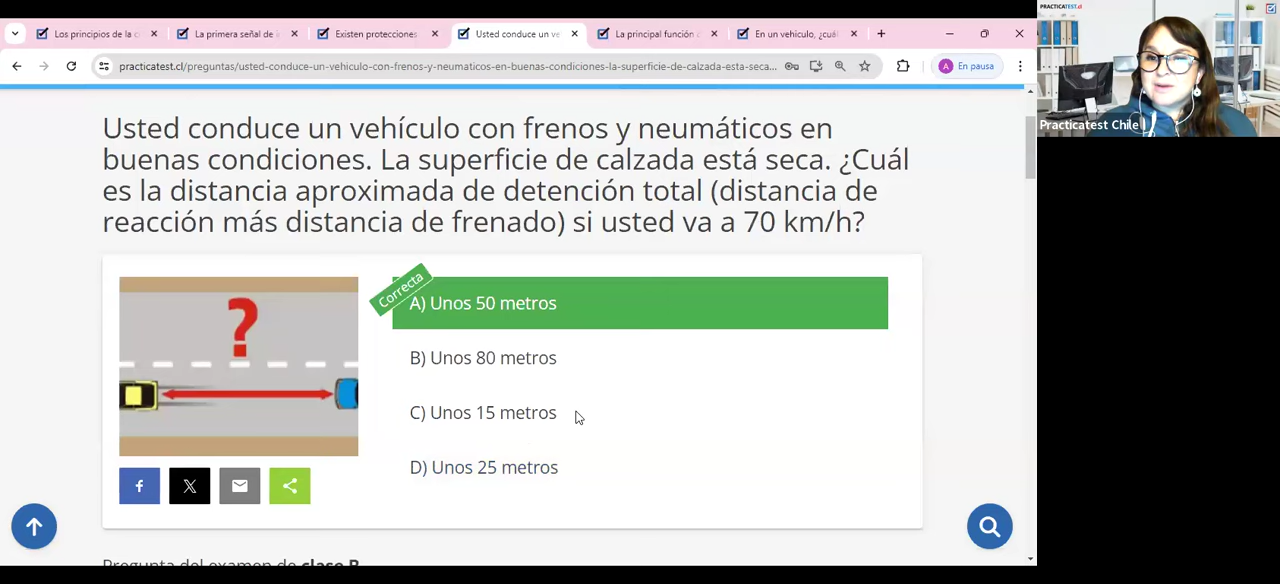 Los principios de la c
La primera señal de a
Existen protecciones
Usted conduce un ve
La principal función
En un vehículo, ¿cuál
practicatest.cl/preguntas/usted-conduce-un-vehiculo-con-frenos-y-neumaticos-en-buenas-condiciones-la-superficie-de-calzada-esta-seca...
A
En pausa
PRACTICATEST.cl
Practicatest Chile
Usted conduce un vehículo con frenos y neumáticos en
buenas condiciones. La superficie de calzada está seca. ¿Cuál
es la distancia aproximada de detención total (distancia de
reacción más distancia de frenado) si usted va a 70 km/h?
?
Correcta
A) Unos 50 metros
B) Unos 80 metros
C) Unos 15 metros
D) Unos 25 metros
f
X
Pregunta del examen de clase B